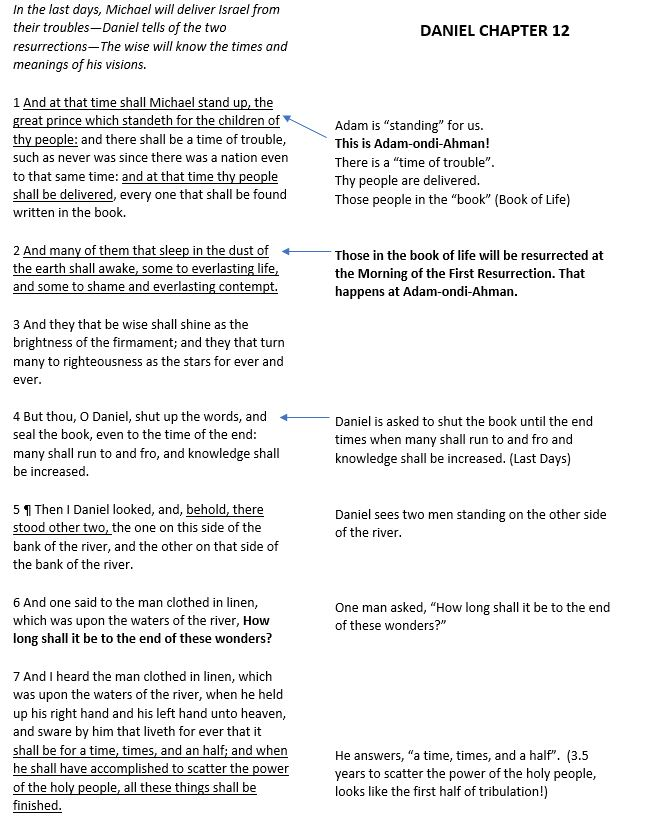 In the last days, Michael will deliver Israel from
their troubles—Daniel tells of the two
resurrections—The wise will know the times and
meanings of his visions.
DANIEL CHAPTER 12
1 And at that time shall Michael stand up, the
great prince which standeth for the children of
thy people: and there shall be a time of trouble,
such as never was since there was a nation even
to that same time: and at that time thy people
shall be delivered, every one that shall be found
written in the book.
Adam is “standing” for us.
This is Adam-ondi-Ahman!
There is a “time of trouble”.
Thy people are delivered.
Those people in the “book” (Book of Life)
2 And many of them that sleep in the dust of
the earth shall awake, some to everlasting life,
and some to shame and everlasting contempt.
Those in the book of life will be resurrected at
the Morning of the First Resurrection. That
happens at Adam-ondi-Ahman.
3 And they that be wise shall shine as the
brightness of the firmament; and they that turn
many to righteousness as the stars for ever and
ever.
4 But thou, O Daniel, shut up the words, and
seal the book, even to the time of the end:
many shall run to and fro, and knowledge shall
be increased.
Daniel is asked to shut the book until the end
times when many shall run to and fro and
knowledge shall be increased. (Last Days)
5 ¶ Then I Daniel looked, and, behold, there
stood other two, the one on this side of the
bank of the river, and the other on that side of
the bank of the river.
Daniel sees two men standing on the other side
of the river.
6 And one said to the man clothed in linen,
which was upon the waters of the river, How
long shall it be to the end of these wonders?
One man asked, “How long shall it be to the end
of these wonders?”
7 And I heard the man clothed in linen, which
was upon the waters of the river, when he held
up his right hand and his left hand unto heaven,
and sware by him that liveth for ever that it
shall be for a time, times, and an half; and when
he shall have accomplished to scatter the power
of the holy people, all these things shall be
finished.
He answers, “a time, times, and a half”. (3.5
years to scatter the power of the holy people,
looks like the first half of tribulation!)